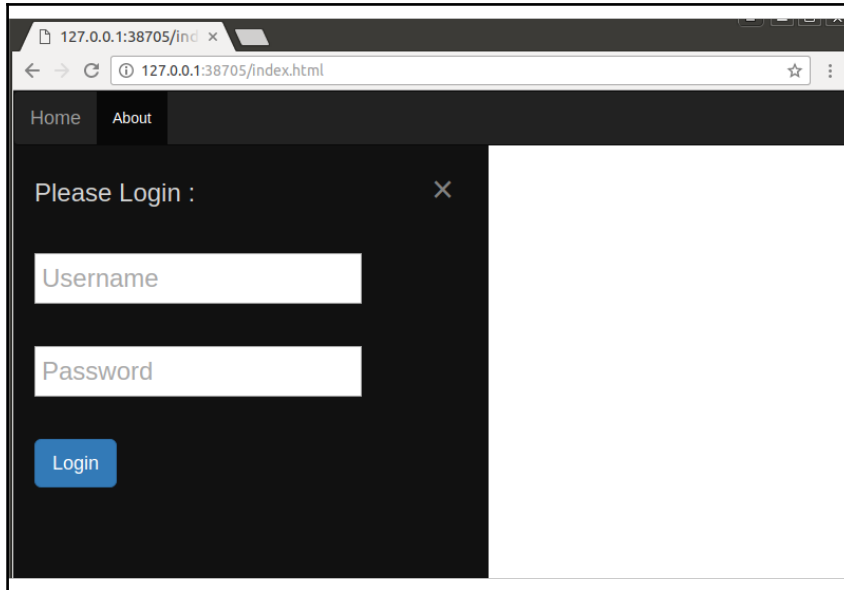 127.0.0.1:38705/ind
127.0.0.1:38705/index.html
Home About
Please Login : ×
Username
Password
Login